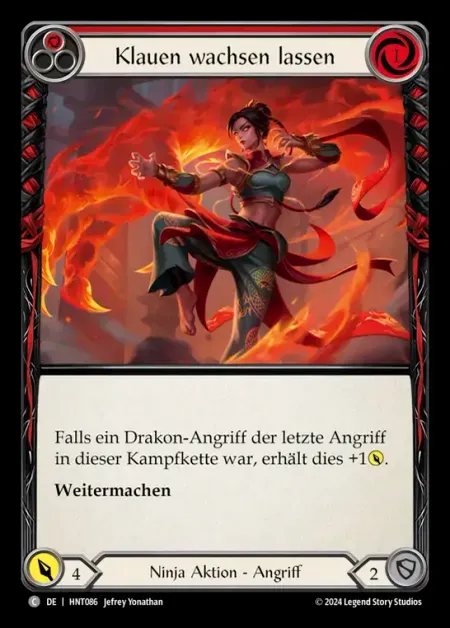 Klauen wachsen lassen
1
Falls ein Drakon-Angriff der letzte Angriff
in dieser Kampfkette war, erhält dies +1.
Weitermachen
4
Ninja Aktion - Angriff
2
C DE | HNT086 Jefrey Yonathan
© 2024 Legend Story Studios